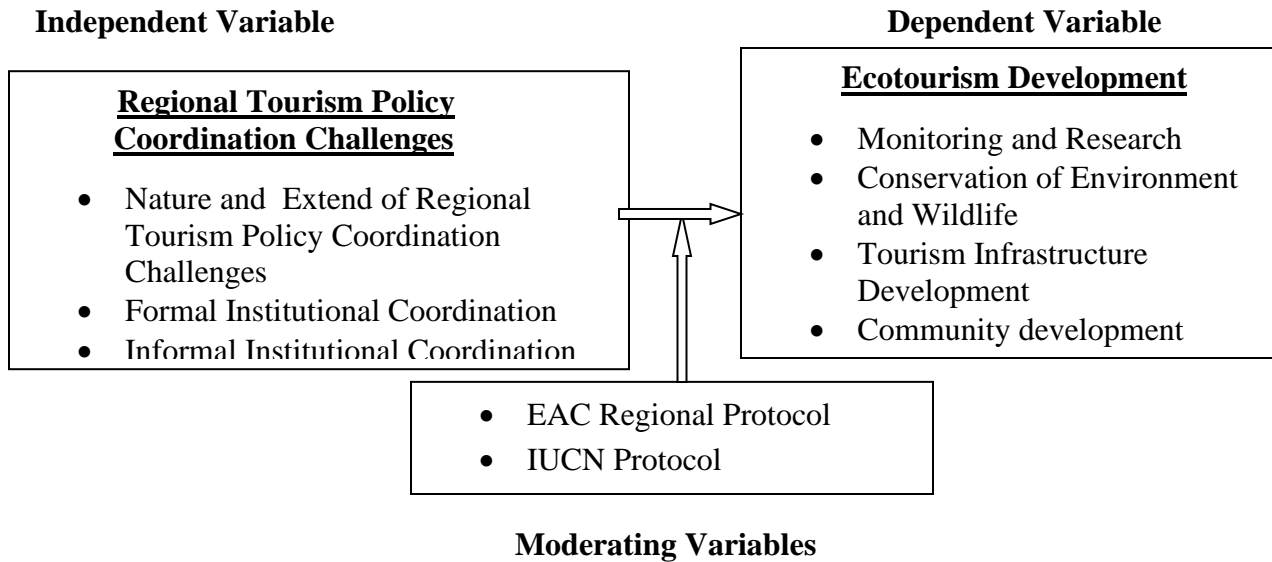 Independent Variable
Regional Tourism Policy
Coordination Challenges
• Nature and Extend of Regional
Tourism Policy Coordination
Challenges
• Formal Institutional Coordination
• Informal Institutional Coordination
Dependent Variable
Ecotourism Development
• Monitoring and Research
• Conservation of Environment
and Wildlife
• Tourism Infrastructure
Development
• Community development
• EAC Regional Protocol
• IUCN Protocol
Moderating Variables